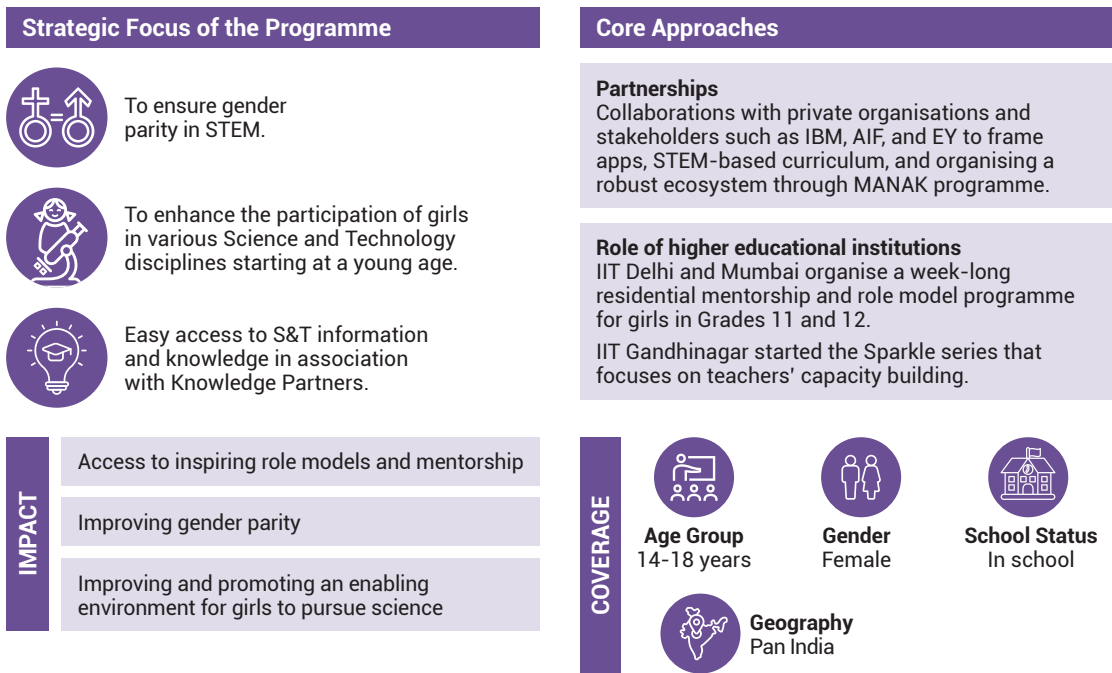 Strategic Focus of the Programme
To ensure gender
parity in STEM.
To enhance the participation of girls
in various Science and Technology
disciplines starting at a young age.
Easy access to S&T information
and knowledge in association
with Knowledge Partners.
IMPACT
Access to inspiring role models and mentorship
Improving gender parity
Improving and promoting an enabling
environment for girls to pursue science
Core Approaches
Partnerships
Collaborations with private organisations and
stakeholders such as IBM, AIF, and EY to frame
apps, STEM-based curriculum, and organising a
robust ecosystem through MANAK programme.
Role of higher educational institutions
IIT Delhi and Mumbai organise a week-long
residential mentorship and role model programme
for girls in Grades 11 and 12.
IIT Gandhinagar started the Sparkle series that
focuses on teachers' capacity building.
COVERAGE
Age Group
14-18 years
Gender
Female
School Status
In school
Geography
Pan India